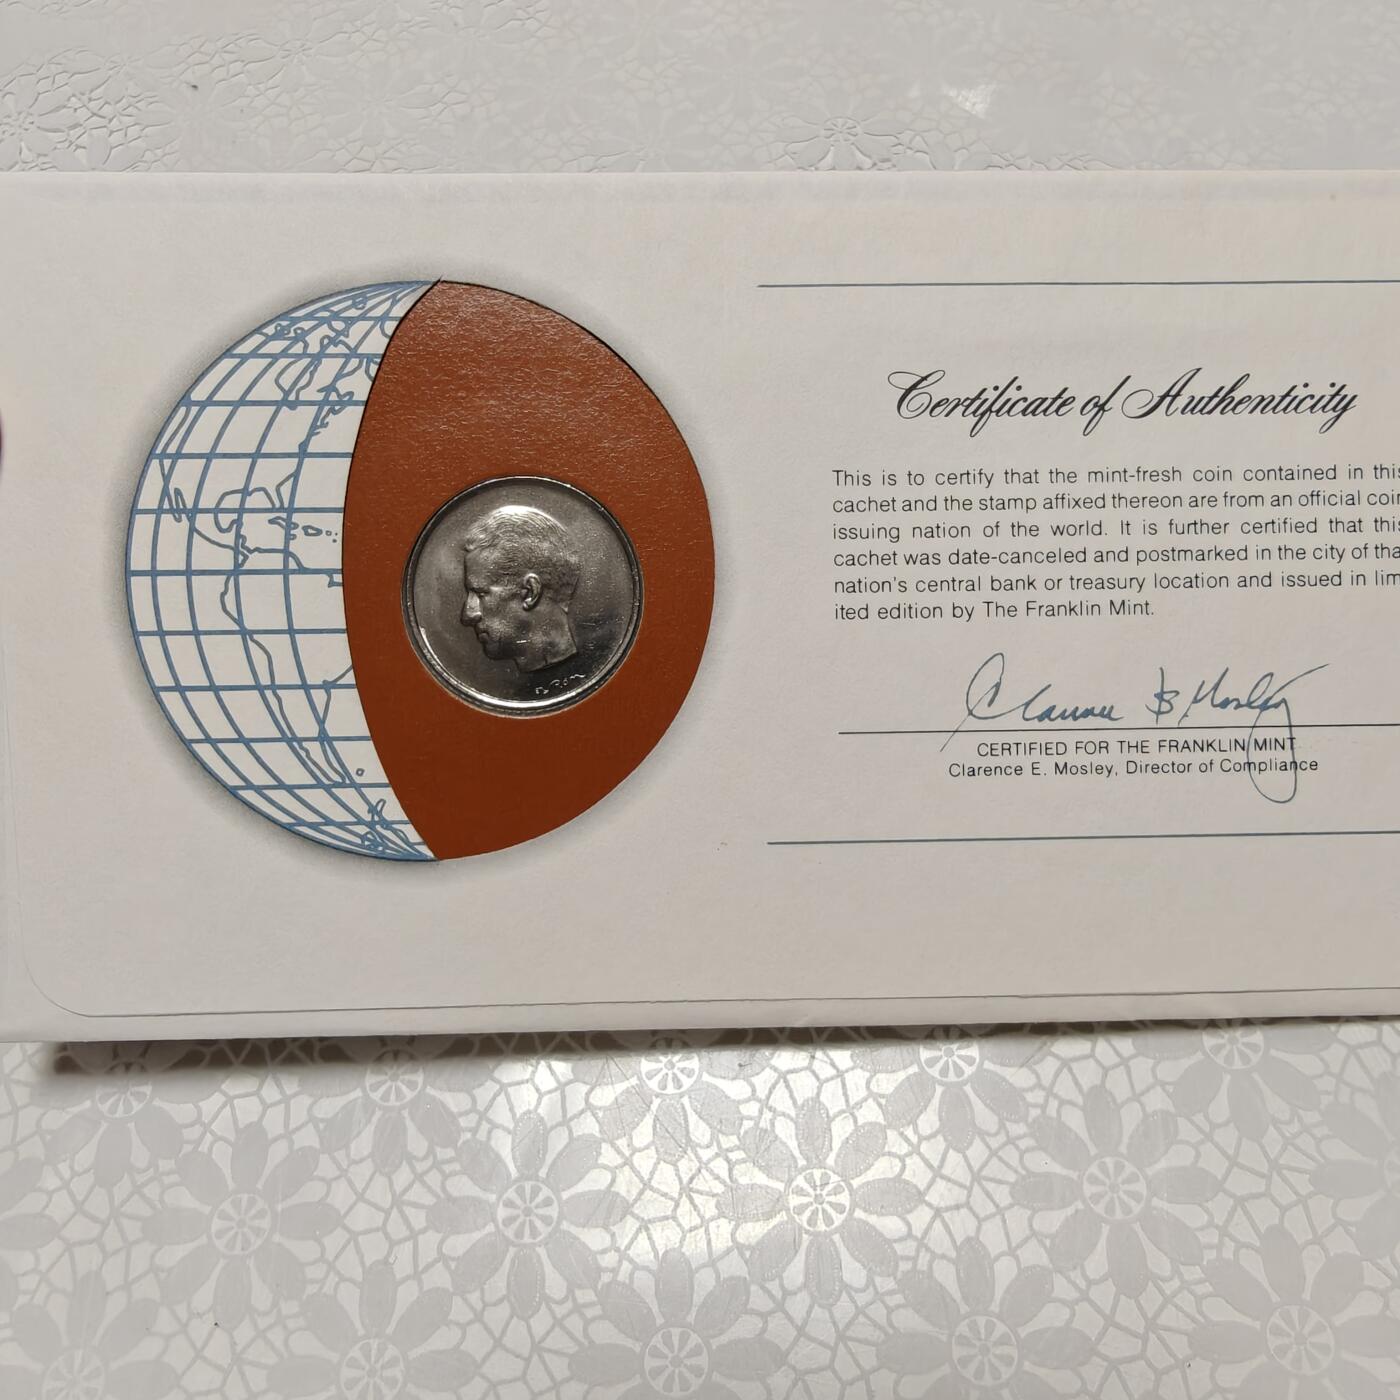 Certificate of Authenticity
This is to certify that the mint-fresh coin contained in this
cachet and the stamp affixed thereon are from an official coin
issuing nation of the world. It is further certified that this
cachet was date-canceled and postmarked in the city of tha
nation's central bank or treasury location and issued in lim
ited edition by The Franklin Mint.
CERTIFIED FOR THE FRANKLIN MINT
Clarence E. Mosley, Director of Compliance